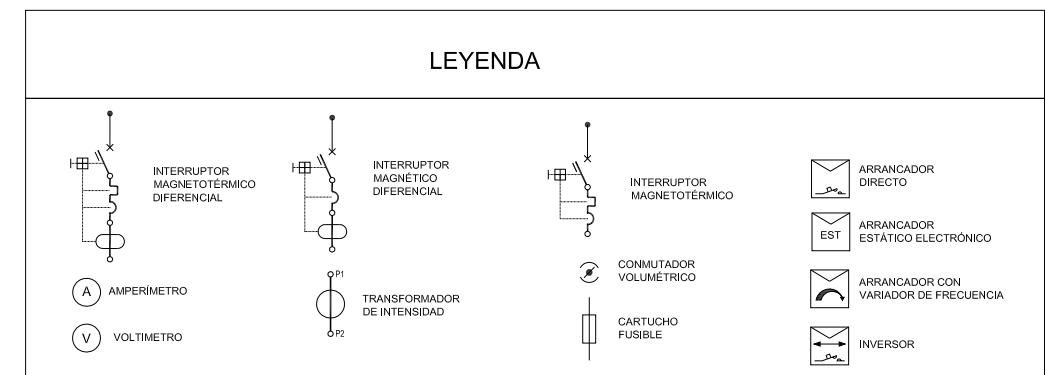 LEYENDA
INTERRUPTOR
MAGNETOTÉRMICO
DIFERENCIAL
INTERRUPTOR
MAGNÉTICO
DIFERENCIAL
INTERRUPTOR
MAGNETOTÉRMICO
ARRANCADOR
DIRECTO
EST
ARRANCADOR
ESTÁTICO ELECTRÓNICO
A
AMPERÍMETRO
P1
P2
TRANSFORMADOR
DE INTENSIDAD
CONMUTADOR
VOLUMÉTRICO
ARRANCADOR CON
VARIADOR DE FRECUENCIA
V
VOLTIMETRO
CARTUCHO
FUSIBLE
INVERSOR